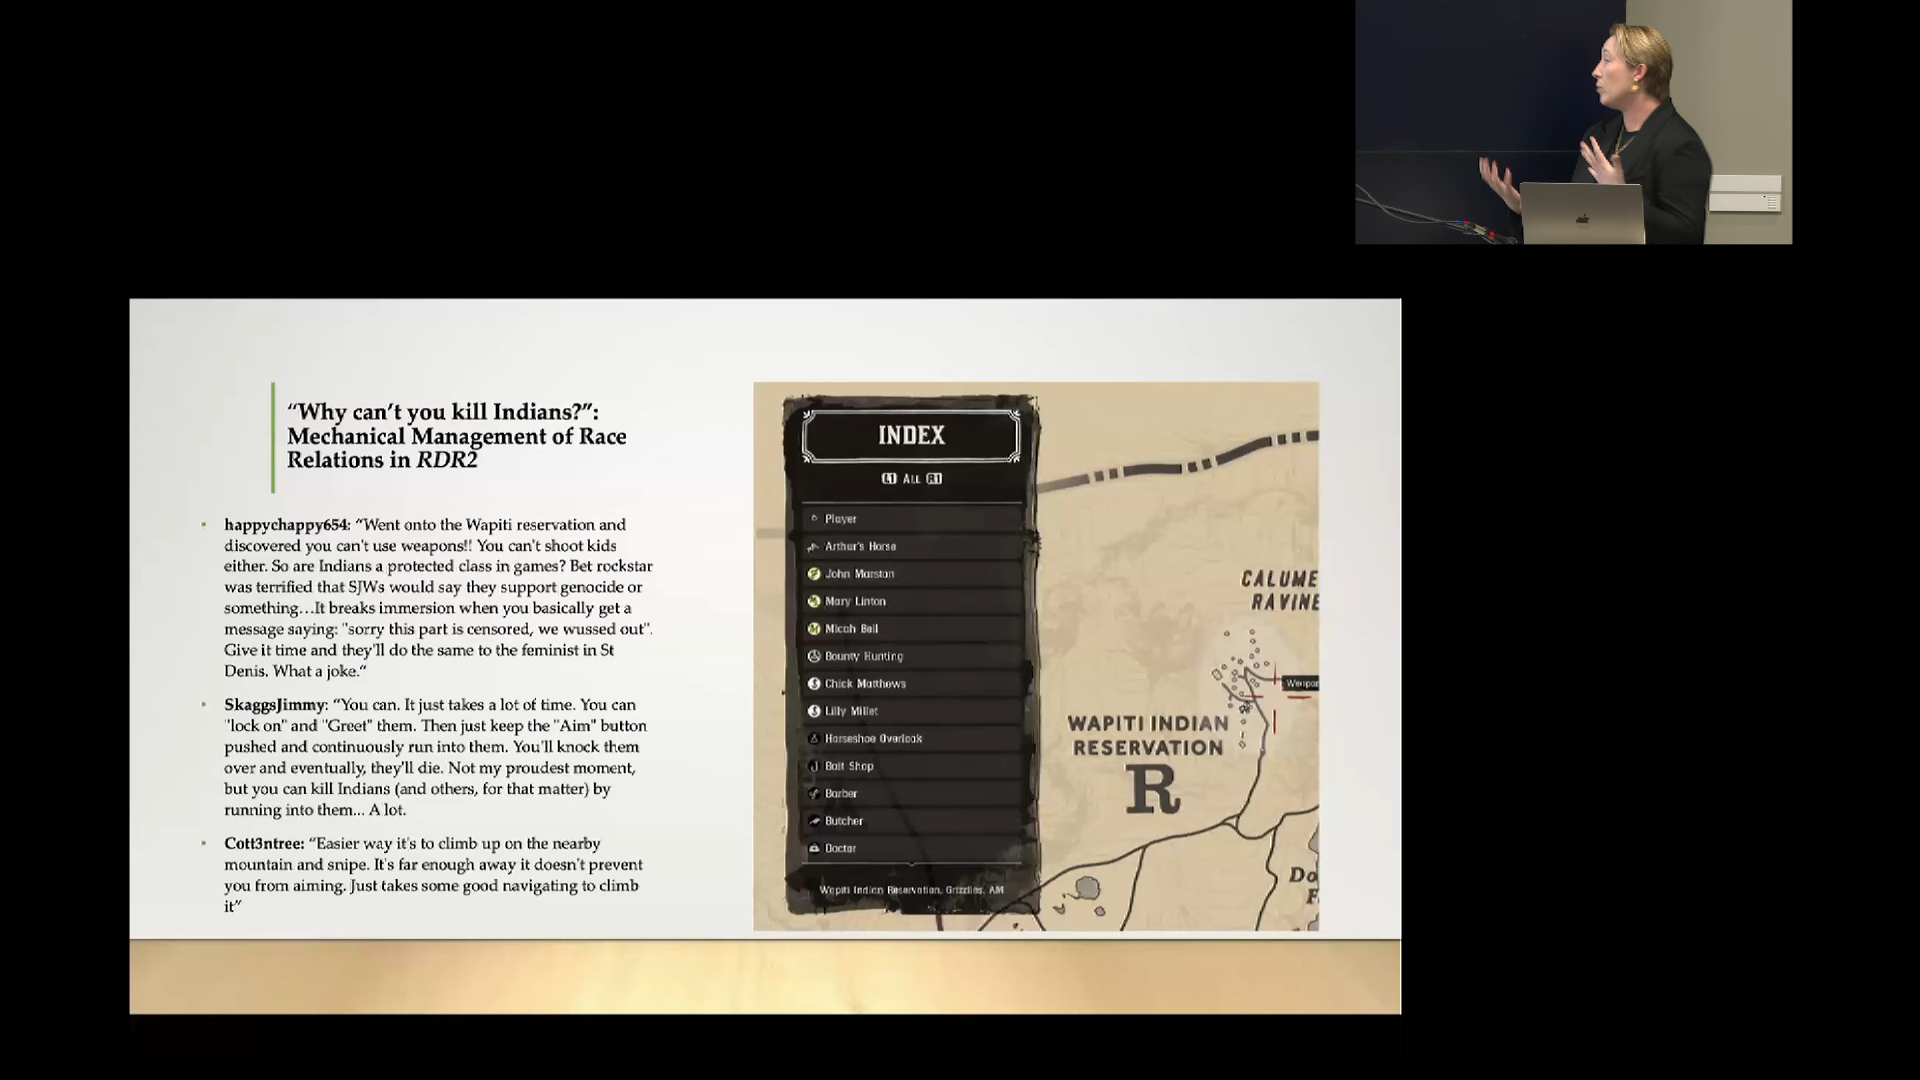 “Why can’t you kill Indians?”:
Mechanical Management of Race
Relations in RDR2
• happychappy654: “Went onto the Wapiti reservation and
discovered you can't use weapons!! You can't shoot kids
either. So are Indians a protected class in games? Bet rockstar
was terrified that SJWs would say they support genocide or
something…It breaks immersion when you basically get a
message saying: "sorry this part is censored, we wussed out".
Give it time and they'll do the same to the feminist in St
Denis. What a joke.“
• SkaggsJimmy: “You can. It just takes a lot of time. You can
"lock on" and "Greet" them. Then just keep the "Aim" button
pushed and continuously run into them. You'll knock them
over and eventually, they'll die. Not my proudest moment,
but you can kill Indians (and others, for that matter) by
running into them... A lot.
• Cott3ntree: “Easier way it's to climb up on the nearby
mountain and snipe. It's far enough away it doesn't prevent
you from aiming. Just takes some good navigating to climb
it”
INDEX
L1 ALL R1
Player
Arthur's Horse
John Marston
Mary Linton
Micah Bell
Bounty Hunting
Chick Matthews
Lilly Millet
Horseshoe Overlook
Bait Shop
Barber
Butcher
Doctor
Wapiti Indian Reservation, Grizzlies, AM
CALUME
RAVINE
Weapon
WAPITI INDIAN
RESERVATION
R
Do
F